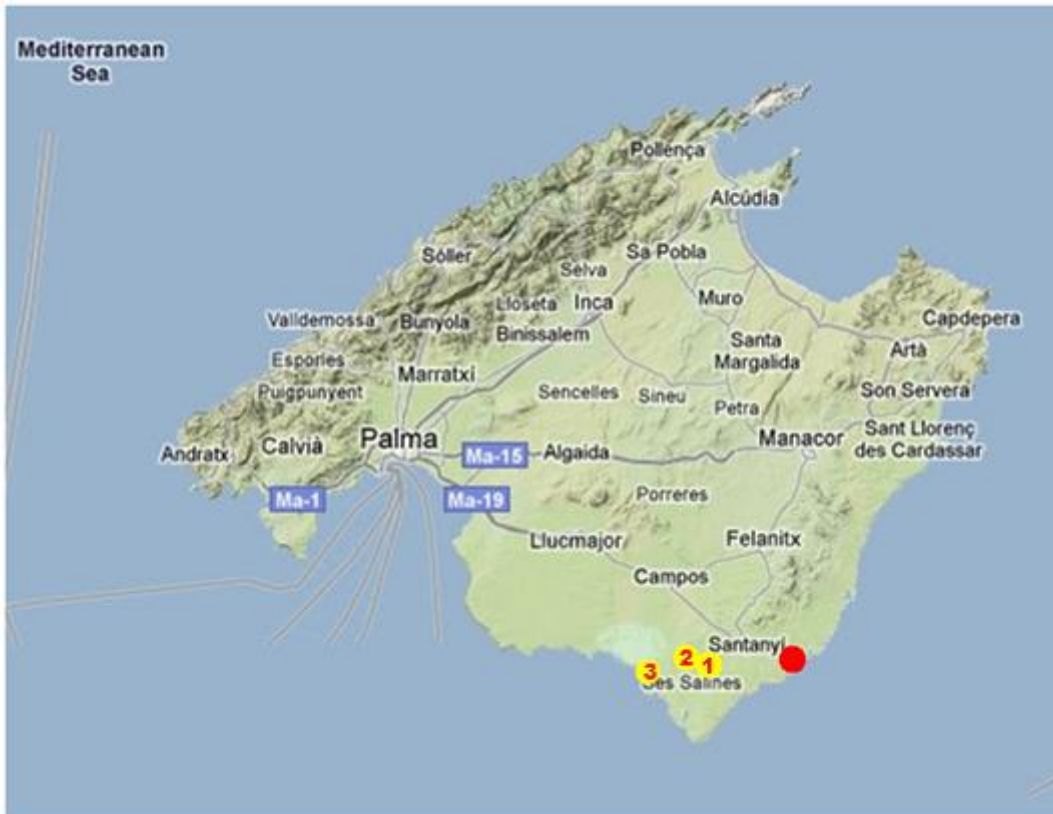 Mediterranean
Sea
Pollença
Alcúdia
Sóller
Sa Pobla
Selva
Lloseta
Inca
Muro
Valldemossa
Bunyola
Binissalem
Capdepera
Santa
Margalida
Artà
Esporles
Marratxí
Puigpunyent
Sencelles
Sineu
Petra
Son Servera
Andratx
Calvià
Palma
Ma-15
Algaida
Manacor
Sant Llorenç
des Cardassar
Ma-1
Ma-19
Porreres
Llucmajor
Felanitx
Campos
Santanyí
2
1
3
Ses Salines